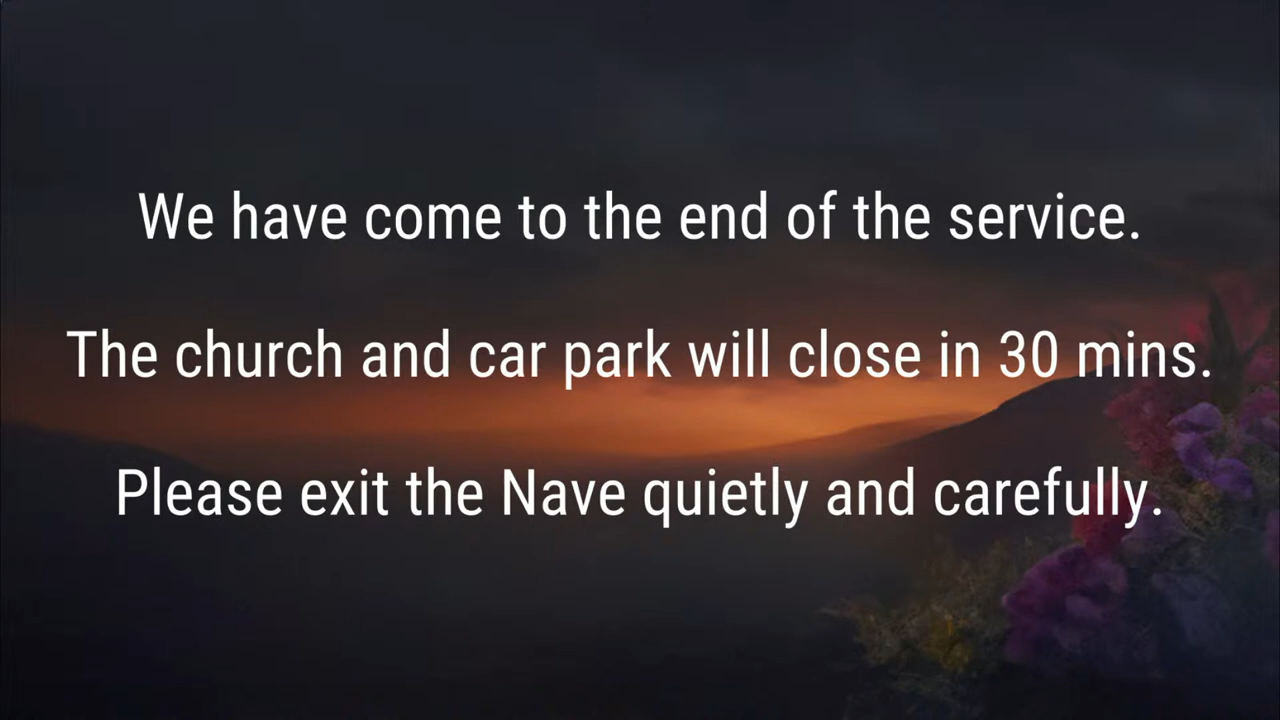 We have come to the end of the service.
The church and car park will close in 30 mins.
Please exit the Nave quietly and carefully.